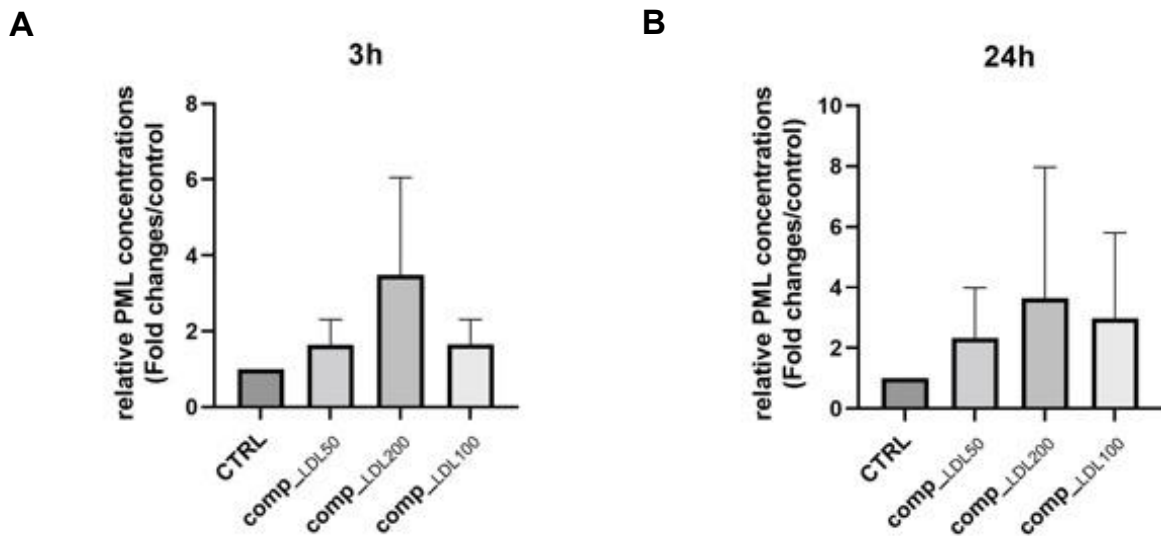 A
3h
relative PML concentrations
(Fold changes/control
8
6
4
2
0
CTRL
comp_LDL50
comp_LDL200
comp_LDL100
B
24h
relative PML concentrations
(Fold changes/control)
10
8
6
4
2
0
CTRL
comp_LDL50
comp_LDL200
comp_LDL100